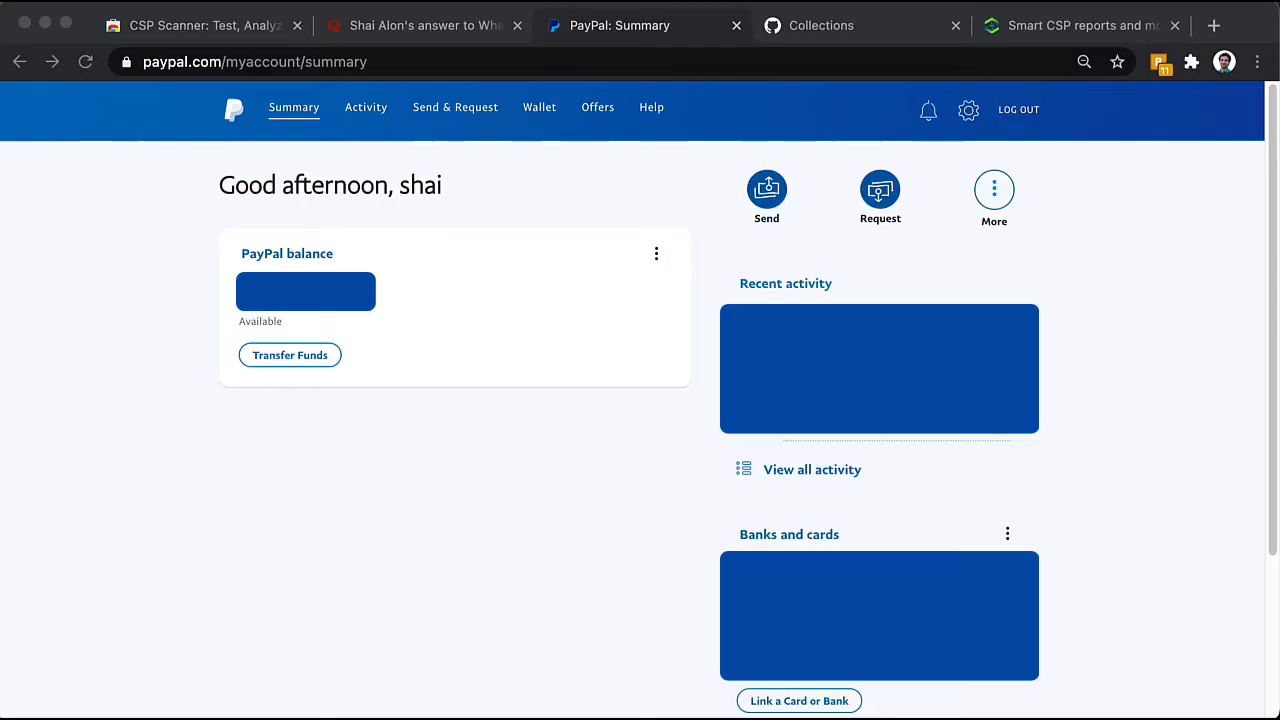 CSP Scanner: Test, Analyz
Shai Alon's answer to Wha
PayPal: Summary
Collections
Smart CSP reports and mo
paypal.com/myaccount/summary
11
Summary
Activity
Send & Request
Wallet
Offers
Help
LOG OUT
Good afternoon, shai
Send
Request
More
PayPal balance
Available
Transfer Funds
Recent activity
View all activity
Banks and cards
Link a Card or Bank